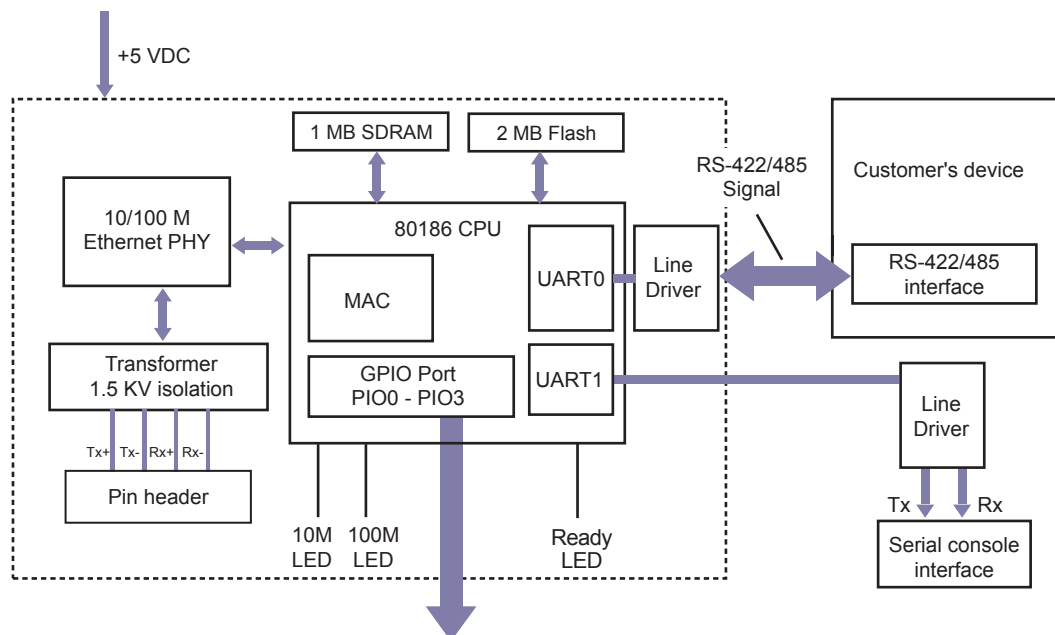 +5 VDC
1 MB SDRAM
2 MB Flash
RS-422/485
Signal
Customer's device
10/100 M
Ethernet PHY
80186 CPU
MAC
UART0
Line
Driver
RS-422/485
interface
Transformer
1.5 KV isolation
GPIO Port
PIO0 - PIO3
UART1
Line
Driver
Tx+ Tx- Rx+ Rx-
Pin header
10M
LED
100M
LED
Ready
LED
Tx
Rx
Serial console
interface